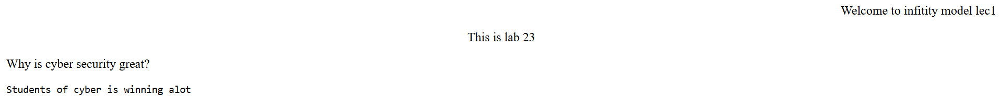 Welcome to infitity model lec1
This is lab 23
Why is cyber security great?
Students of cyber is winning alot